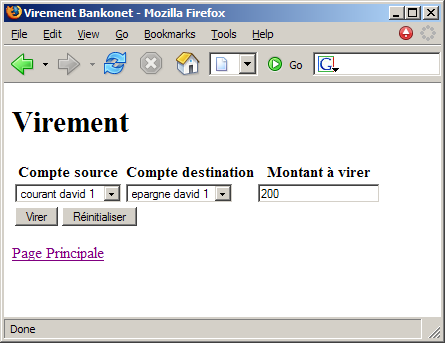 Virement Bankonet - Mozilla Firefox
File Edit View Go Bookmarks Tools Help
Go G
Virement
Compte source Compte destination Montant à virer
courant david 1 epargne david 1 200
Virer Réinitialiser
Page Principale
Done